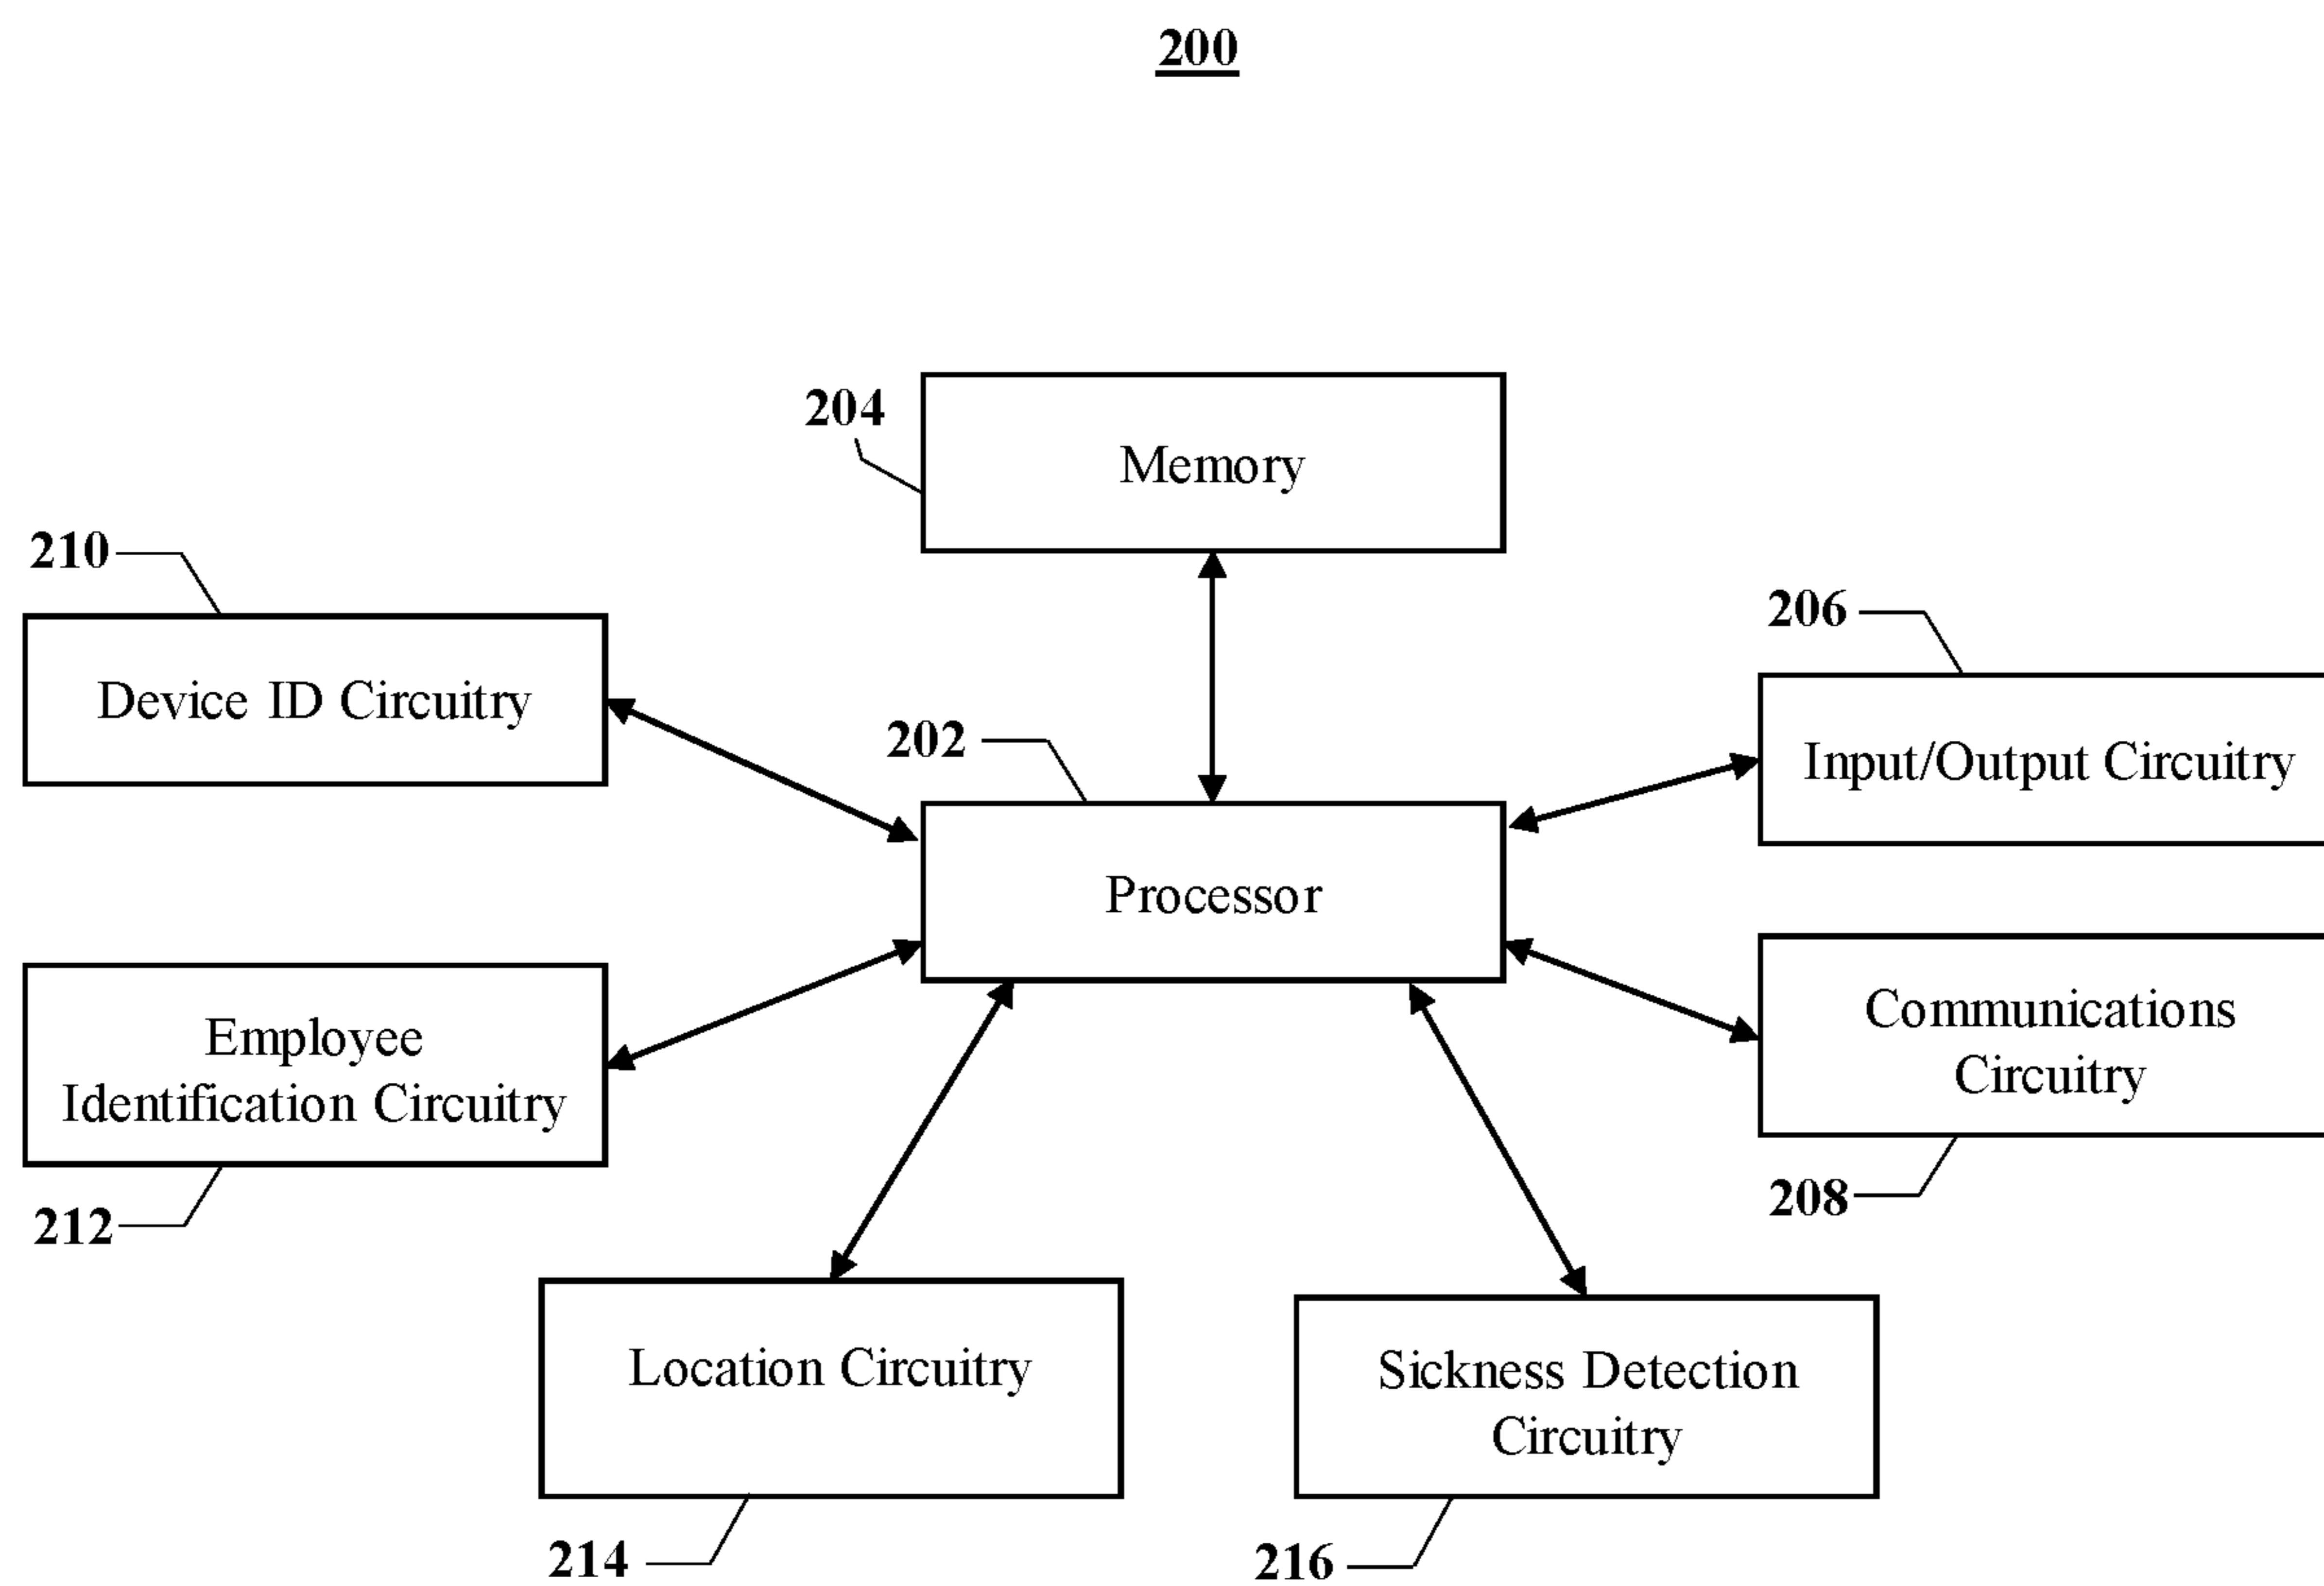 200
204
Memory
210
Device ID Circuitry
206
Input/Output Circuitry
202
Processor
Employee
Identification Circuitry
212
Communications
Circuitry
208
Location Circuitry
214
Sickness Detection
Circuitry
216